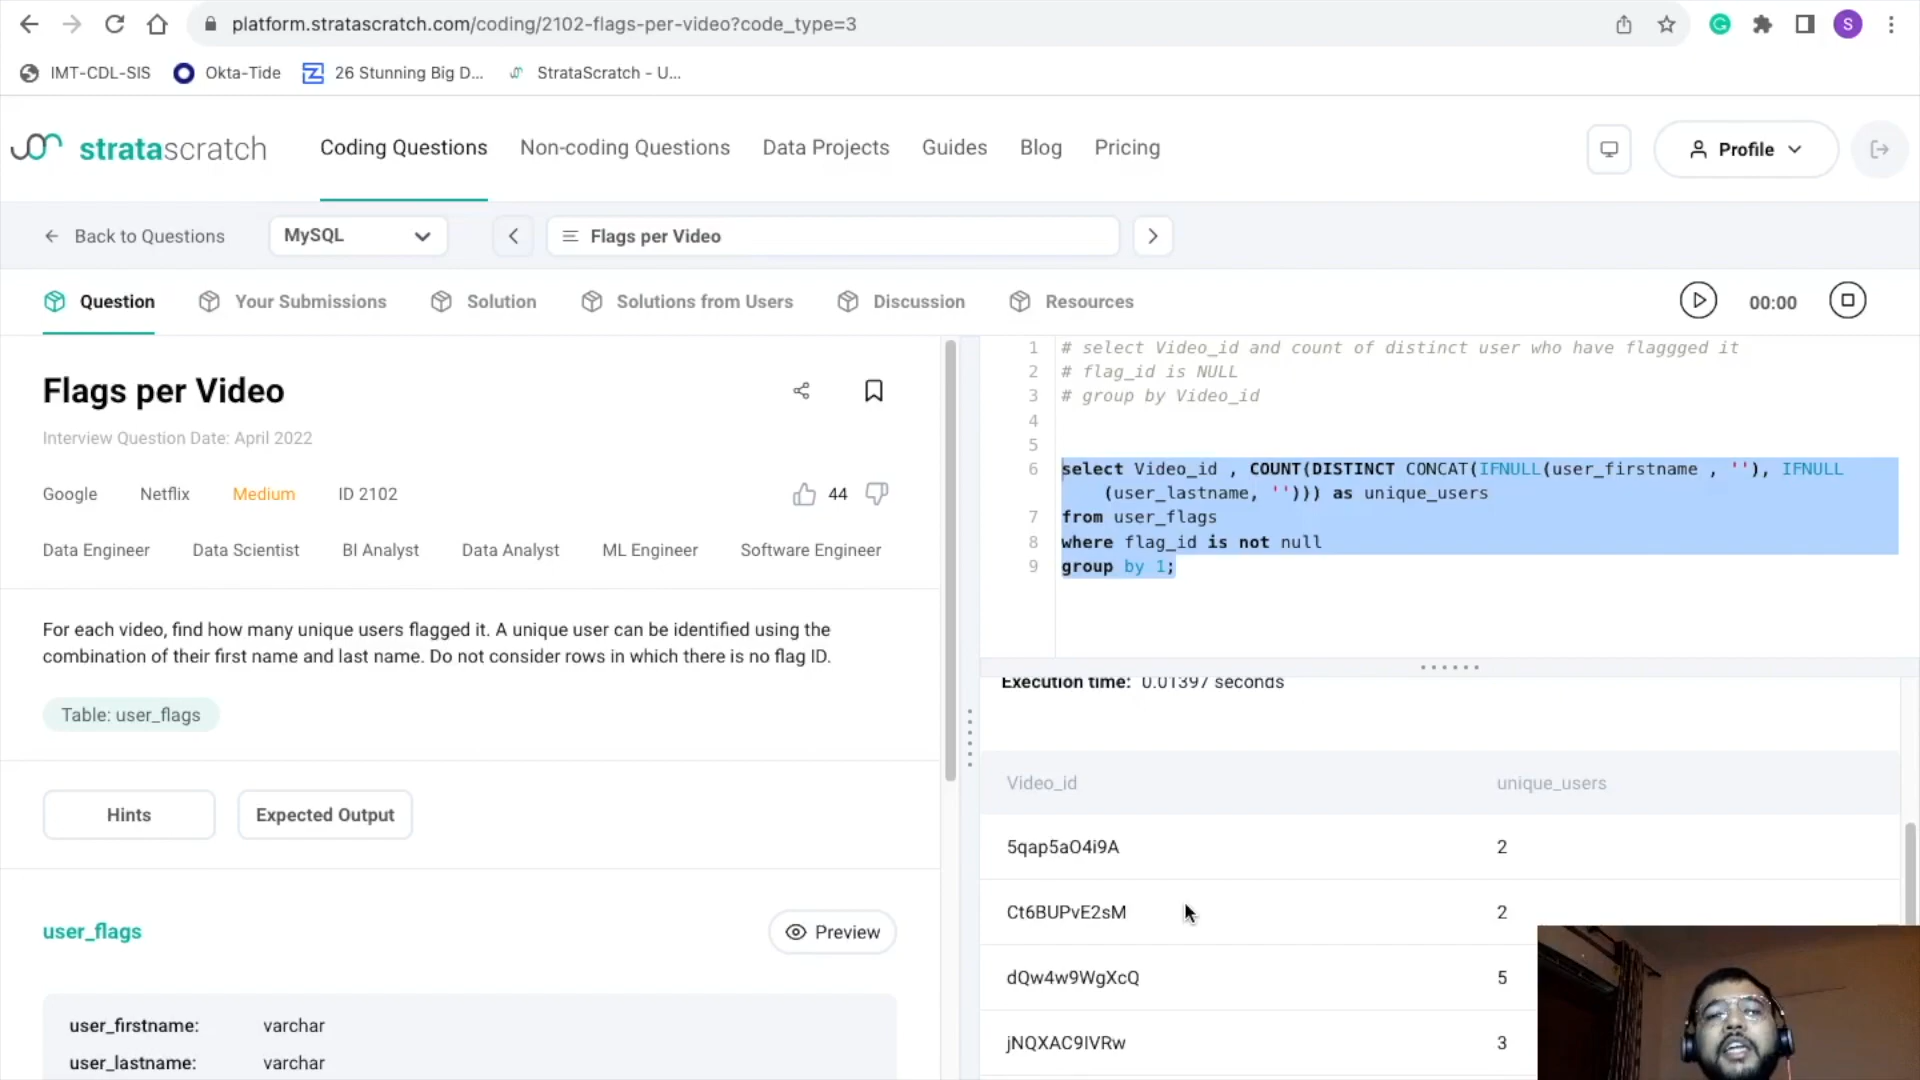 platform.stratascratch.com/coding/2102-flags-per-video?code_type=3
S
IMT-CDL-SIS
Okta-Tide
26 Stunning Big D...
StrataScratch - U...
stratascratch
Coding Questions
Non-coding Questions
Data Projects
Guides
Blog
Pricing
Profile
Back to Questions
MySQL
Flags per Video
Question
Your Submissions
Solution
Solutions from Users
Discussion
Resources
00:00
Flags per Video
Interview Question Date: April 2022
Google
Netflix
Medium
ID 2102
44
Data Engineer
Data Scientist
BI Analyst
Data Analyst
ML Engineer
Software Engineer
For each video, find how many unique users flagged it. A unique user can be identified using the
combination of their first name and last name. Do not consider rows in which there is no flag ID.
Table: user_flags
Hints
Expected Output
user_flags
Preview
user_firstname: varchar
user_lastname: varchar
1 # select Video_id and count of distinct user who have flaggged it
2 # flag_id is NULL
3 # group by Video_id
4
5
6 select Video_id , COUNT(DISTINCT CONCAT(IFNULL(user_firstname , ''), IFNULL
(user_lastname, ''))) as unique_users
7 from user_flags
8 where flag_id is not null
9 group by 1;
Execution time: 0.01397 seconds
Video_id unique_users
5qap5aO4i9A 2
Ct6BUPvE2sM 2
dQw4w9WgXcQ 5
jNQXAC9IVRw 3